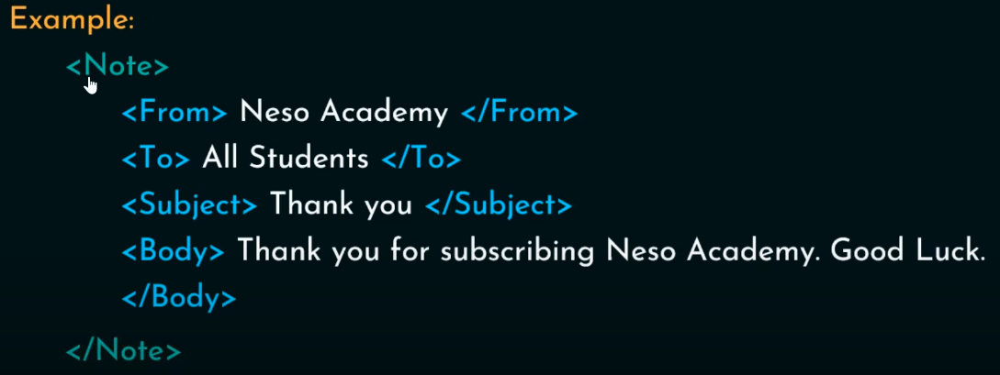 Example:
<Note>
<From> Neso Academy </From>
<To> All Students </To>
<Subject> Thank you </Subject>
<Body> Thank you for subscribing Neso Academy. Good Luck.
</Body>
</Note>